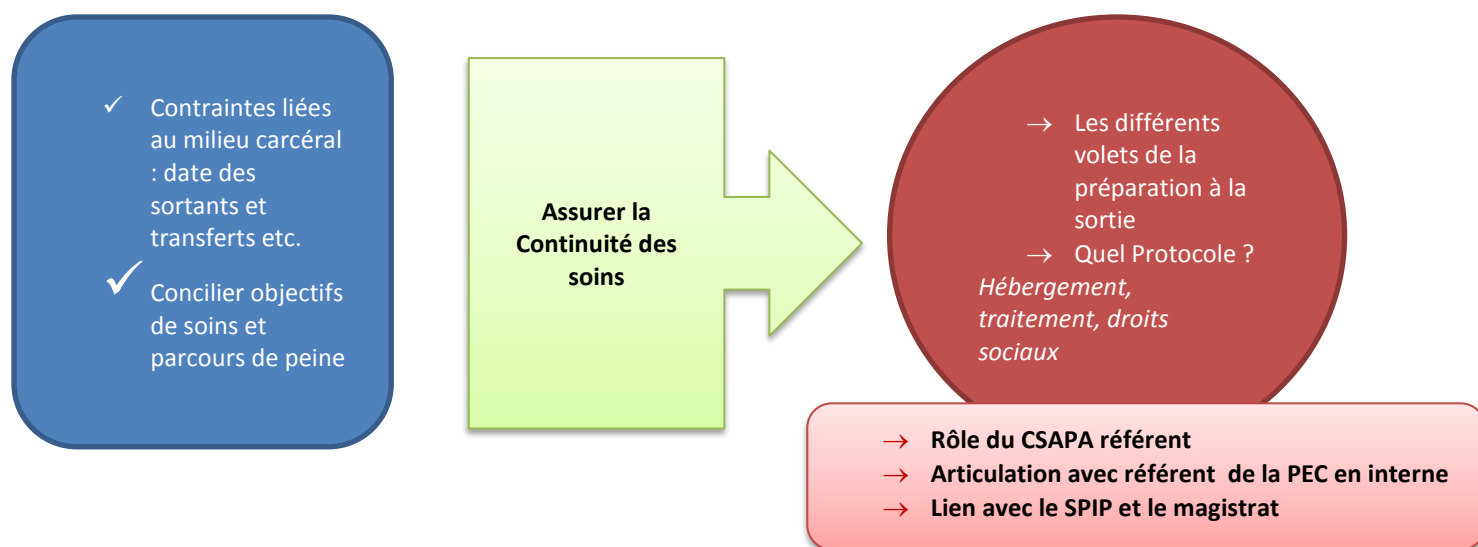 ✓ Contraintes liées
au milieu carcéral
: date des
sortants et
transferts etc.
✓ Concilier objectifs
de soins et
parcours de peine
Assurer la
Continuité des
soins
→ Les différents
volets de la
préparation à la
sortie
→ Quel Protocole ?
Hébergement,
traitement, droits
sociaux
→ Rôle du CSAPA référent
→ Articulation avec référent de la PEC en interne
→ Lien avec le SPIP et le magistrat